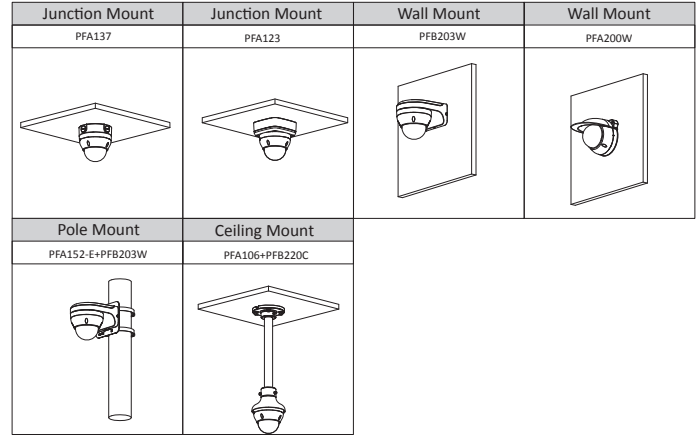 Junction Mount
Junction Mount
Wall Mount
Wall Mount
PFA137
PFA123
PFB203W
PFA200W
Pole Mount
Ceiling Mount
PFA152-E+PFB203W
PFA106+PFB220C